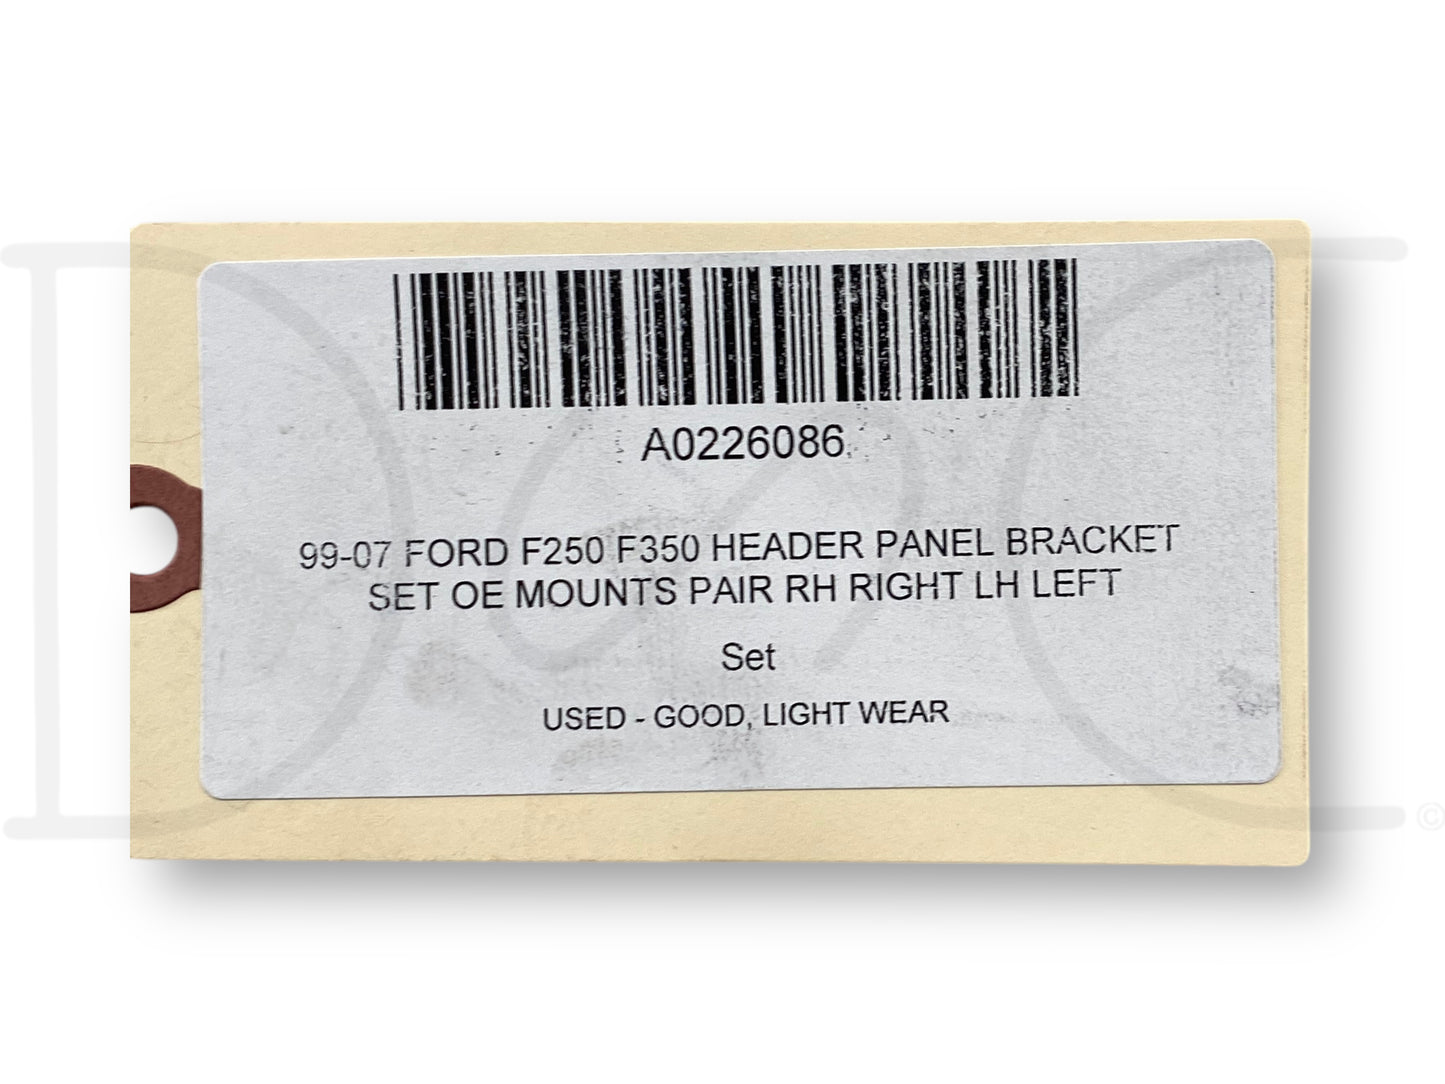 A0226086
99-07 FORD F250 F350 HEADER PANEL BRACKET
SET OE MOUNTS PAIR RH RIGHT LH LEFT
Set
USED - GOOD, LIGHT WEAR
©